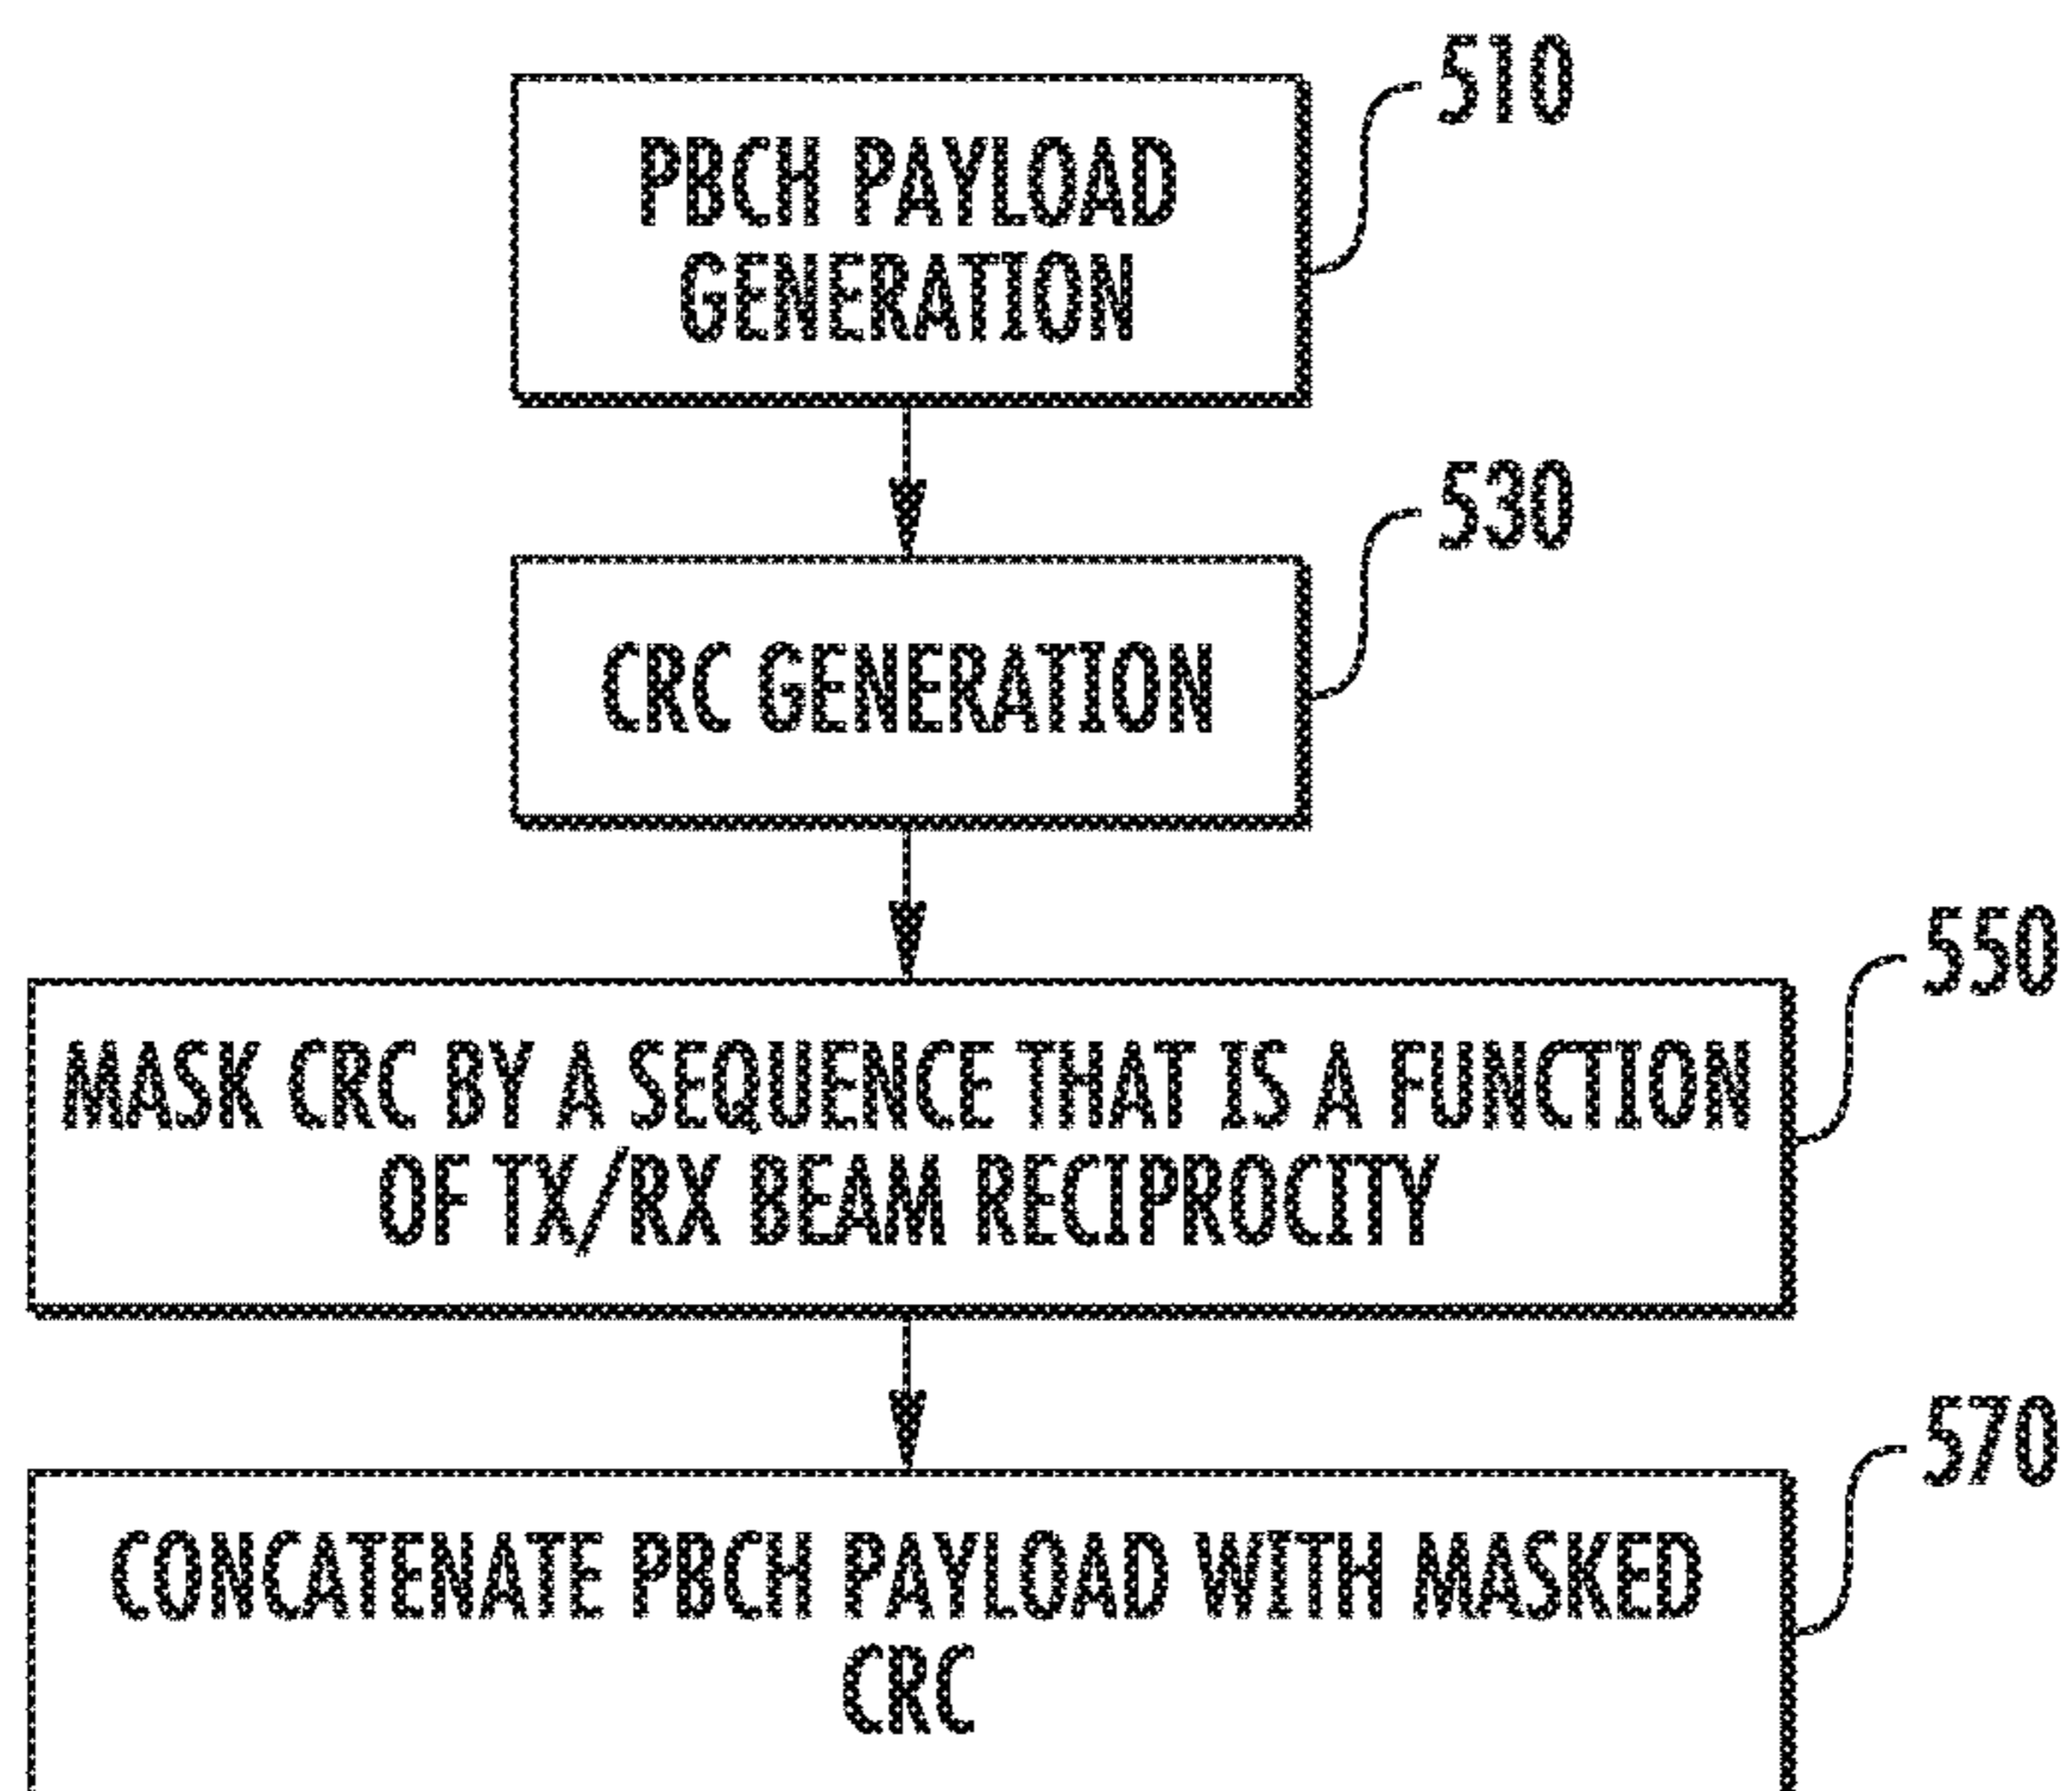 510
PBCH PAYLOAD
GENERATION
530
CRC GENERATION
550
MASK CRC BY A SEQUENCE THAT IS A FUNCTION
OF TX/RX BEAM RECIPROCITY
570
CONCATENATE PBCH PAYLOAD WITH MASKED
CRC